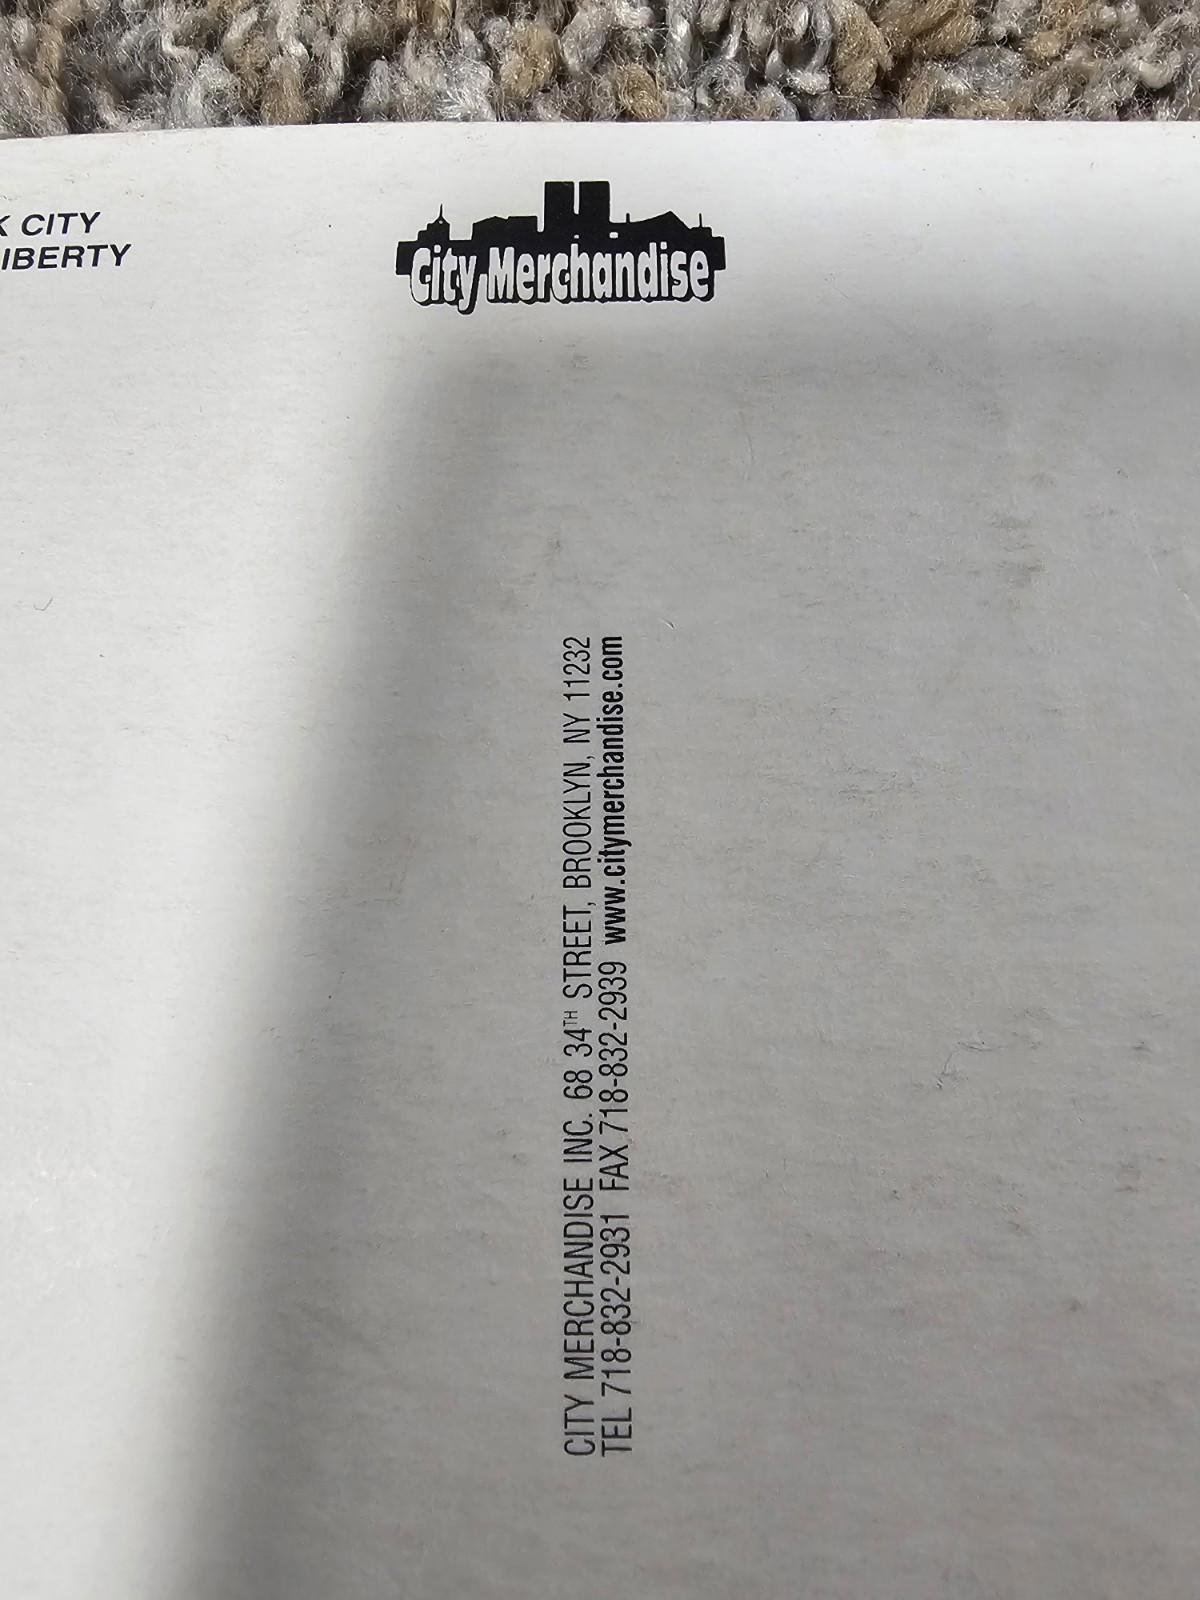 K CITY
IBERTY
City Merchandise
CITY MERCHANDISE INC. 68 34TH STREET, BROOKLYN, NY 11232
TEL 718-832-2931 FAX 718-832-2939 www.citymerchandise.com